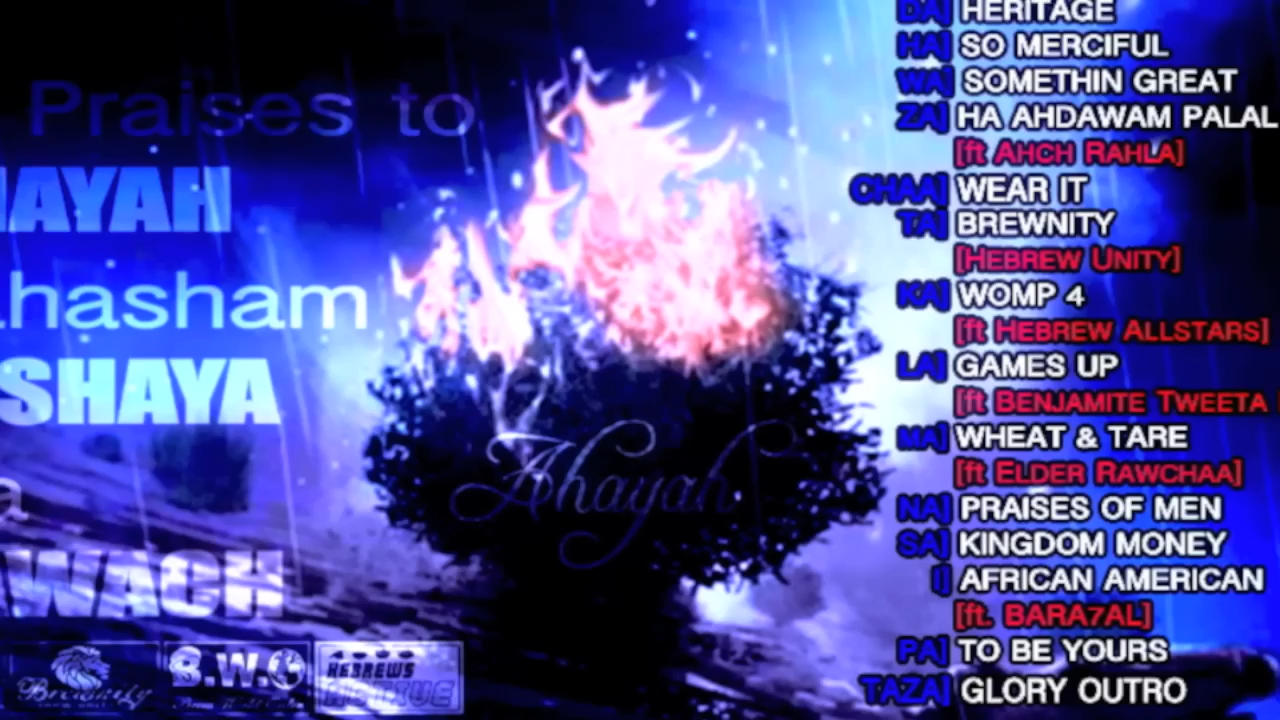 Praises to
AYAH
hasham
SHAYA
a
WACH
Ahayah
Brewnity
S.W.C
HEBREWS
DA] HERITAGE
HA] SO MERCIFUL
WA] SOMETHIN GREAT
ZA] HA AHDAWAM PALAL
[ft AHCH RAHLA]
CHAA] WEAR IT
TA] BREWNITY
[HEBREW UNITY]
KA] WOMP 4
[ft HEBREW ALLSTARS]
LA] GAMES UP
[ft BENJAMITE TWEETA
MA] WHEAT & TARE
[ft ELDER RAWCHAA]
NA] PRAISES OF MEN
SA] KINGDOM MONEY
I] AFRICAN AMERICAN
[ft. BARA7AL]
PA] TO BE YOURS
TAZA] GLORY OUTRO